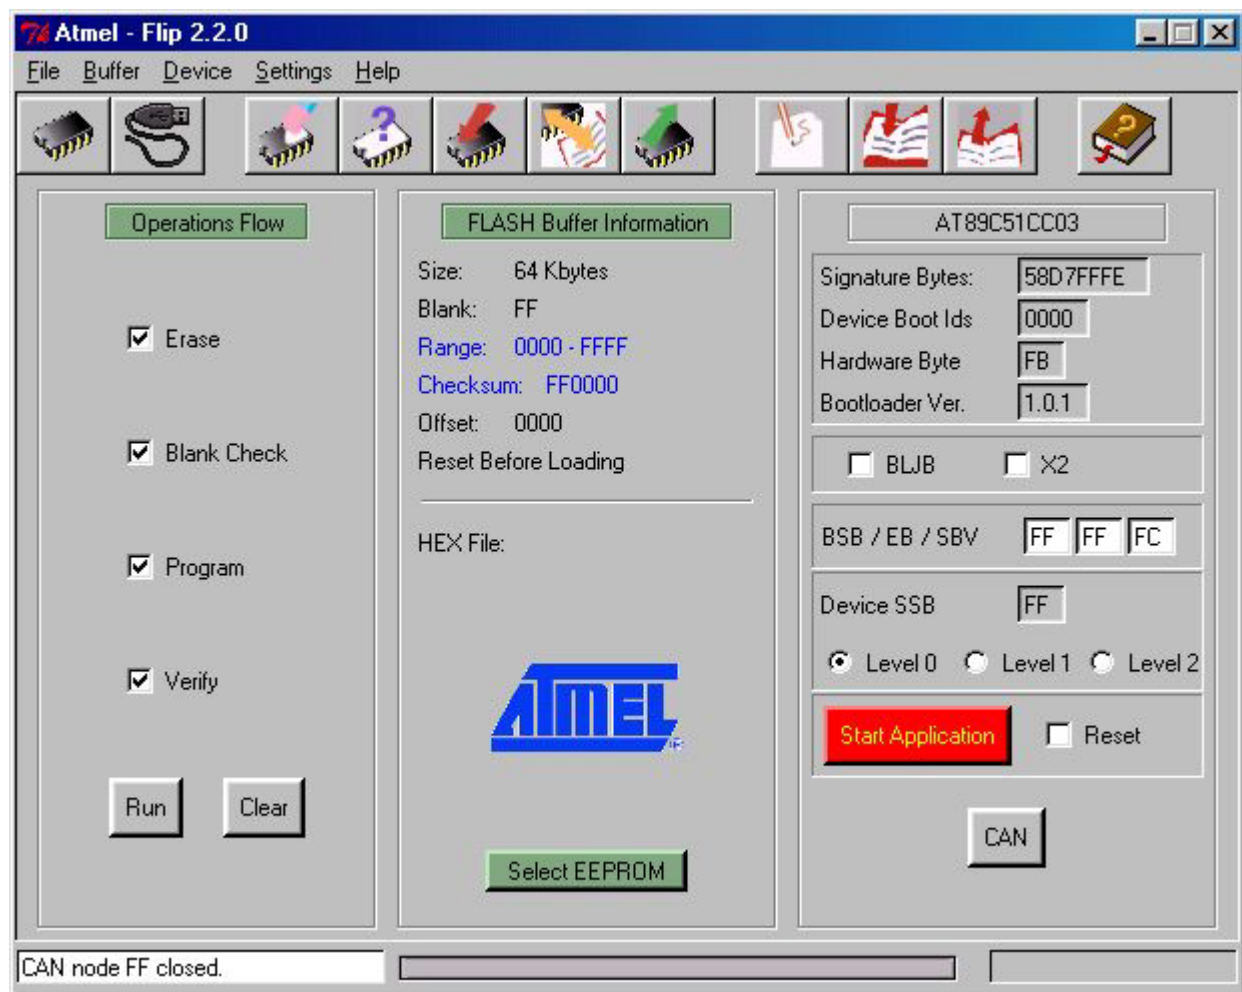 Atmel - Flip 2.2.0
File Buffer Device Settings Help
Operations Flow
Erase
Blank Check
Program
Verify
Run Clear
FLASH Buffer Information
Size: 64 Kbytes
Blank: FF
Range: 0000 - FFFF
Checksum: FF0000
Offset: 0000
Reset Before Loading
HEX File:
ATMEL
Select EEPROM
AT89C51CC03
Signature Bytes: 58D7FFFE
Device Boot Ids 0000
Hardware Byte FB
Bootloader Ver. 1.0.1
BLJB X2
BSB / EB / SBV FF FF FC
Device SSB FF
Level 0 Level 1 Level 2
Start Application Reset
CAN
CAN node FF closed.